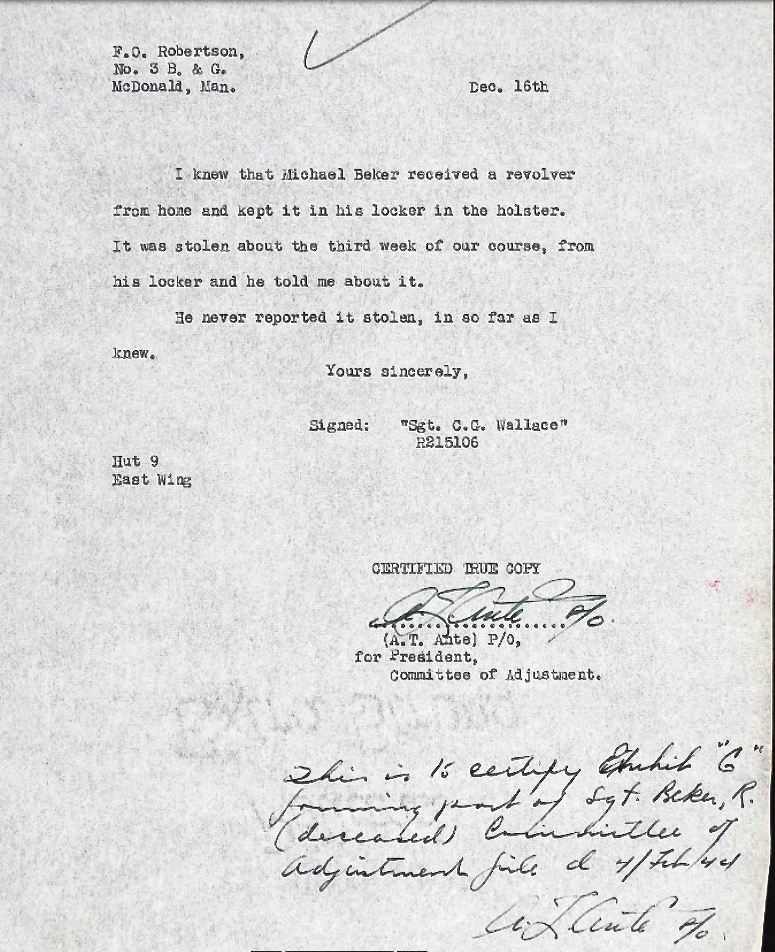 F.O. Robertson,
No. 3 B. & G.
McDonald, Man.
Dec. 16th
I knew that Michael Beker received a revolver
from home and kept it in his locker in the holster.
It was stolen about the third week of our course, from
his locker and he told me about it.
He never reported it stolen, in so far as I
knew.
Yours sincerely,
Signed: "Sgt. C.G. Wallace"
R215106
Hut 9
East Wing
CERTIFIED TRUE COPY
A T Ante P/O.
(A.T. Ante) P/O,
for President,
Committee of Adjustment.
This is to certify Exhibit "G"
forming part of Sgt. Beker, R.
(deceased) Committee of
Adjustment file d 4/Feb/44
A T Ante P/O.